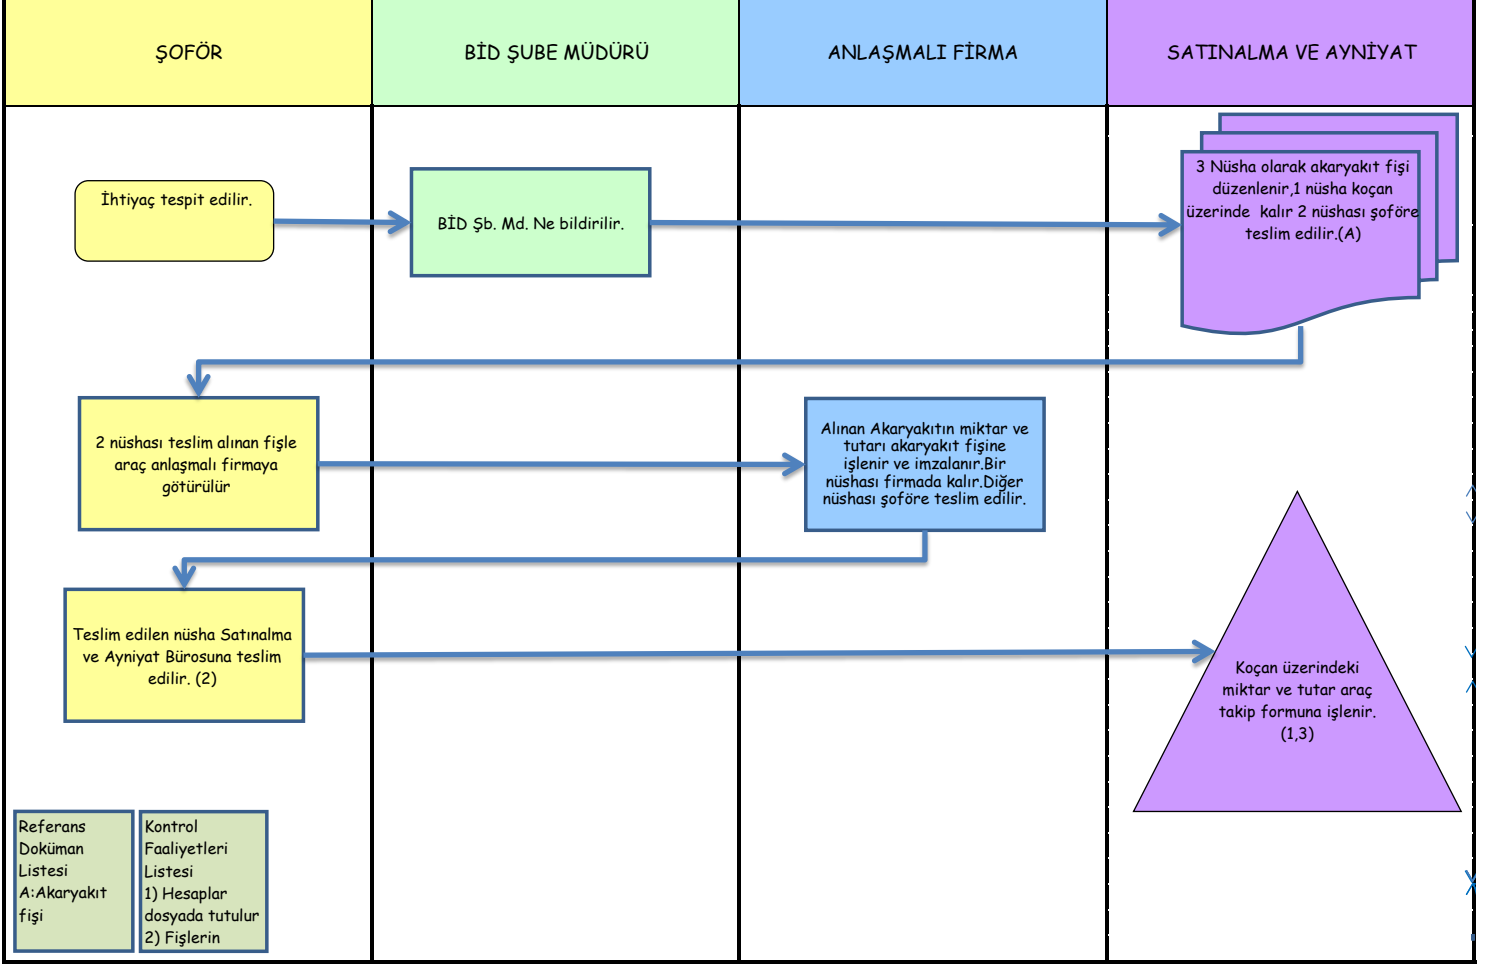 ŞOFÖR
BİD ŞUBE MÜDÜRÜ
ANLAŞMALI FİRMA
SATINALMA VE AYNİYAT
İhtiyaç tespit edilir.
BİD Şb. Md. Ne bildirilir.
3 Nüsha olarak akaryakıt fişi
düzenlenir,1 nüsha koçan
üzerinde kalır 2 nüshası şoföre
teslim edilir.(A)
2 nüshası teslim alınan fişle
araç anlaşmalı firmaya
götürülür
Alınan Akaryakıtın miktar ve
tutarı akaryakıt fişine
işlenir ve imzalanır.Bir
nüshası firmada kalır.Diğer
nüshası şoföre teslim edilir.
Teslim edilen nüsha Satınalma
ve Ayniyat Bürosuna teslim
edilir. (2)
Koçan üzerindeki
miktar ve tutar araç
takip formuna işlenir.
(1,3)
Referans
Doküman
Listesi
A:Akaryakıt
fişi
Kontrol
Faaliyetleri
Listesi
1) Hesaplar
dosyada tutulur
2) Fişlerin